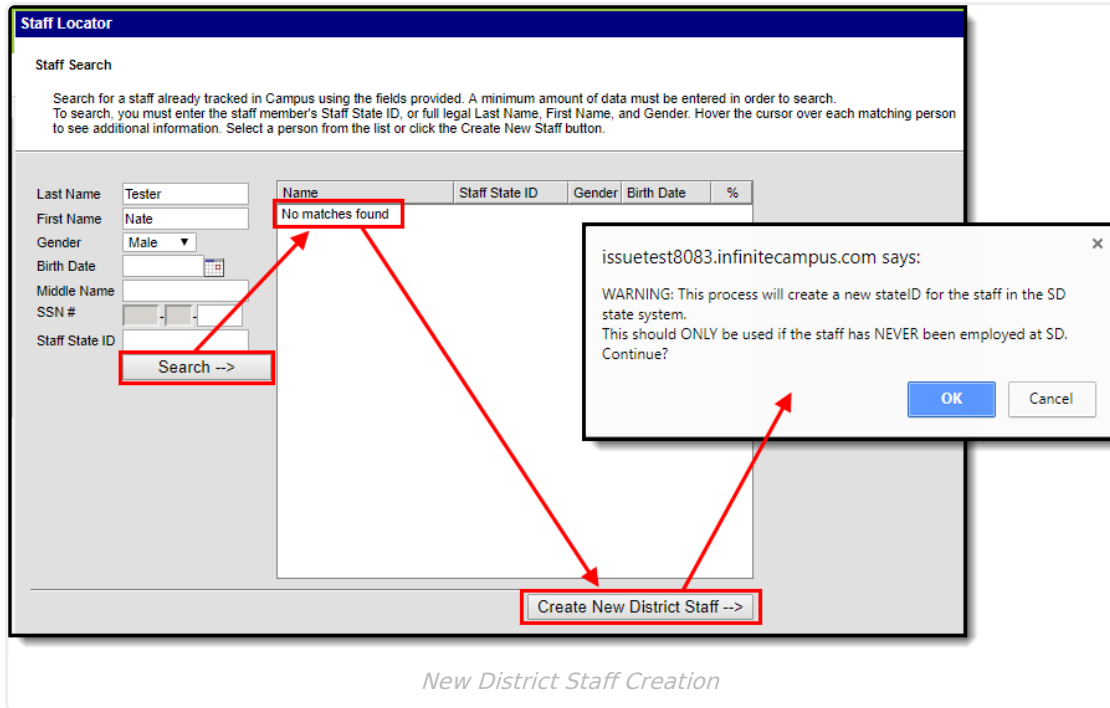 Staff Locator
Staff Search
Search for a staff already tracked in Campus using the fields provided. A minimum amount of data must be entered in order to search.
To search, you must enter the staff member's Staff State ID, or full legal Last Name, First Name, and Gender. Hover the cursor over each matching person
to see additional information. Select a person from the list or click the Create New Staff button.
Last Name Tester
First Name Nate
Gender Male ▼
Birth Date
Middle Name
SSN # - -
Staff State ID
Search -->
Name Staff State ID Gender Birth Date %
No matches found
Create New District Staff -->
issuetest8083.infinitecampus.com says:
WARNING: This process will create a new stateID for the staff in the SD
state system.
This should ONLY be used if the staff has NEVER been employed at SD.
Continue?
OK Cancel
New District Staff Creation